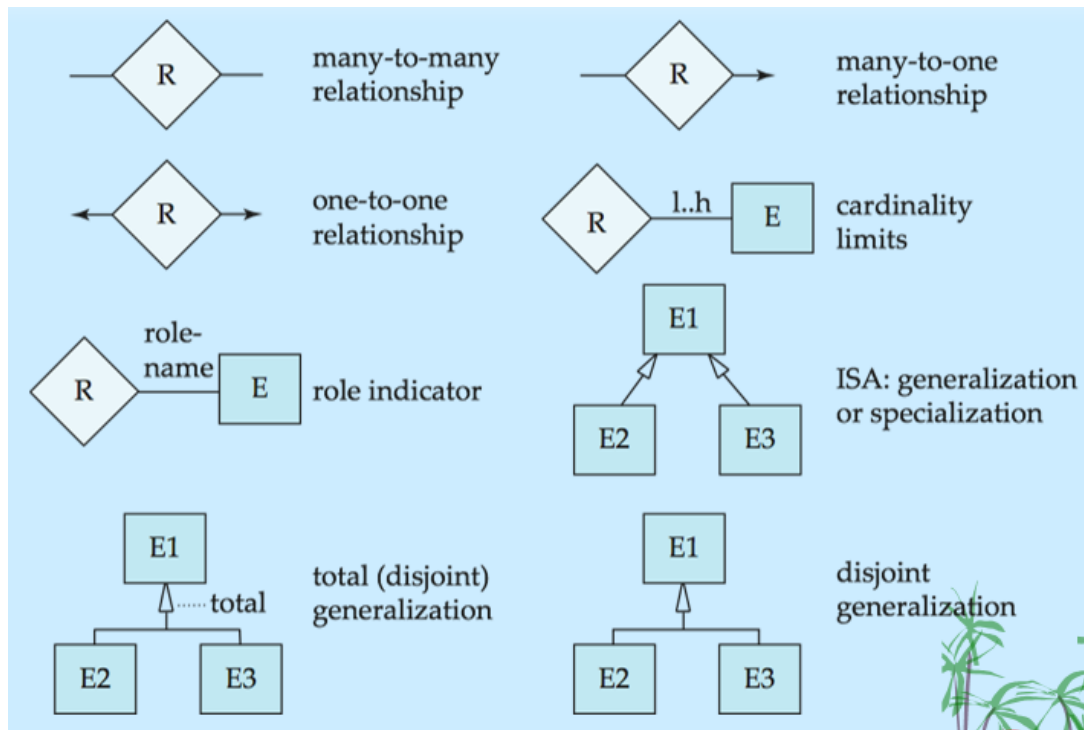 R
many-to-many
relationship
R
many-to-one
relationship
R
one-to-one
relationship
R
l..h
E
cardinality
limits
role-
name
R
E
role indicator
E1
E2
E3
ISA: generalization
or specialization
E1
total
E2
E3
total (disjoint)
generalization
E1
E2
E3
disjoint
generalization